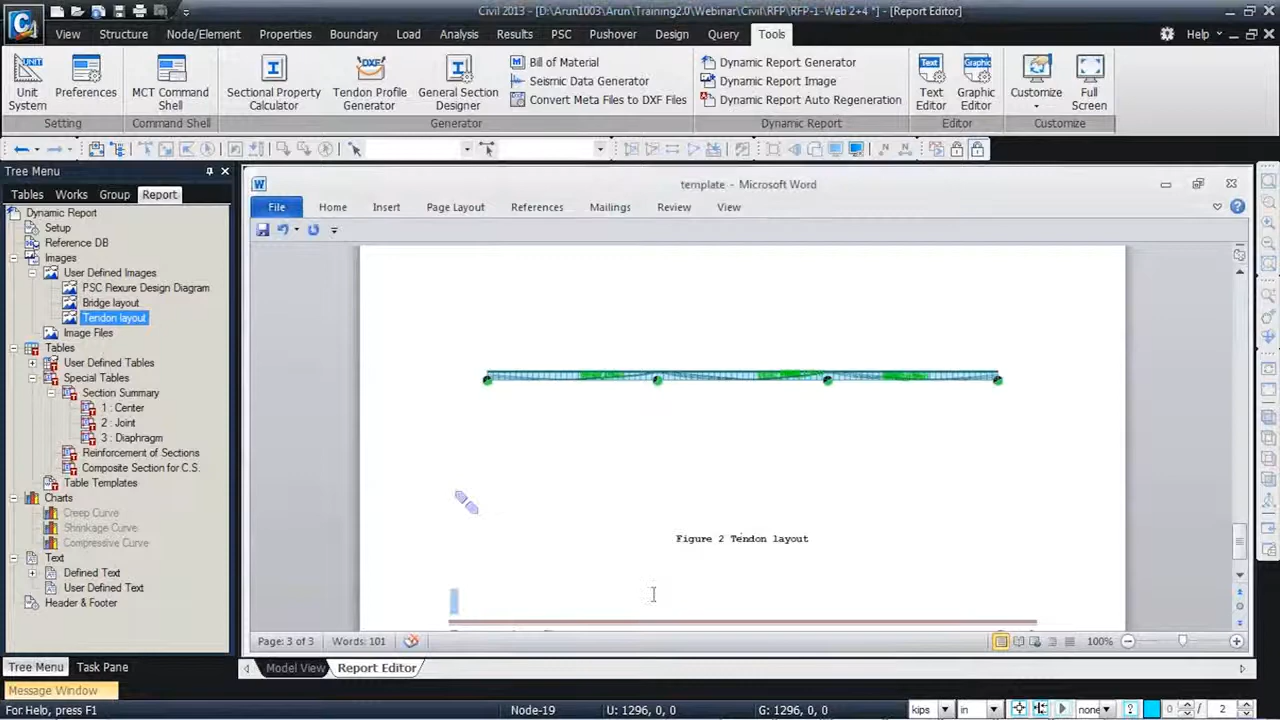 Civil 2013 - [D:\Arun1003\Arun\Training2.0\Webinar\Civil\RFP\RFP-1-Web 2+4 *] - [Report Editor]
View Structure Node/Element Properties Boundary Load Analysis Results PSC Pushover Design Query Tools Help
Unit System
Preferences
Setting
MCT Command Shell
Command Shell
Sectional Property Calculator
Tendon Profile Generator
General Section Designer
Bill of Material
Seismic Data Generator
Convert Meta Files to DXF Files
Generator
Dynamic Report Generator
Dynamic Report Image
Dynamic Report Auto Regeneration
Dynamic Report
Text Editor
Graphic Editor
Editor
Customize
Full Screen
Customize
Tree Menu
Tables Works Group Report
Dynamic Report
Setup
Reference DB
Images
User Defined Images
PSC Flexure Design Diagram
Bridge layout
Tendon layout
Image Files
Tables
User Defined Tables
Special Tables
Section Summary
1 : Center
2 : Joint
3 : Diaphragm
Reinforcement of Sections
Composite Section for C.S.
Table Templates
Charts
Creep Curve
Shrinkage Curve
Compressive Curve
Text
Defined Text
User Defined Text
Header & Footer
template - Microsoft Word
File Home Insert Page Layout References Mailings Review View
Figure 2 Tendon layout
Page: 3 of 3 Words: 101 100%
Tree Menu Task Pane
Model View Report Editor
Message Window
For Help, press F1 Node-19 U: 1296, 0, 0 G: 1296, 0, 0 kips in none 0 / 2